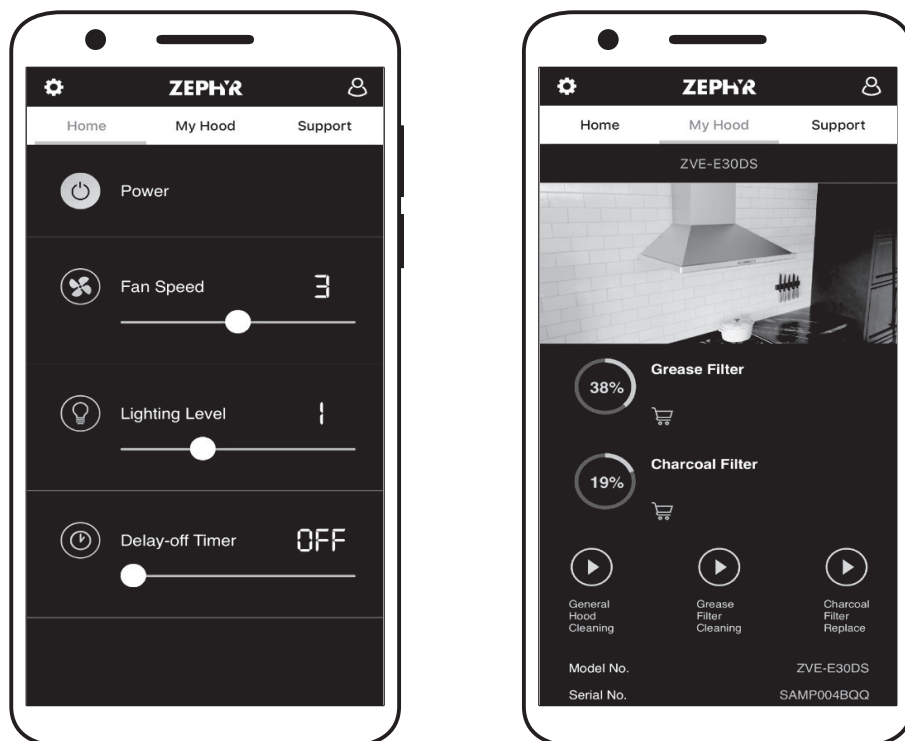 ZEPHYR
Home My Hood Support
Power
Fan Speed 3
Lighting Level 1
Delay-off Timer OFF
ZEPHYR
Home My Hood Support
ZVE-E30DS
38% Grease Filter
19% Charcoal Filter
General
Hood
Cleaning
Grease
Filter
Cleaning
Charcoal
Filter
Replace
Model No. ZVE-E30DS
Serial No. SAMP004BQQ